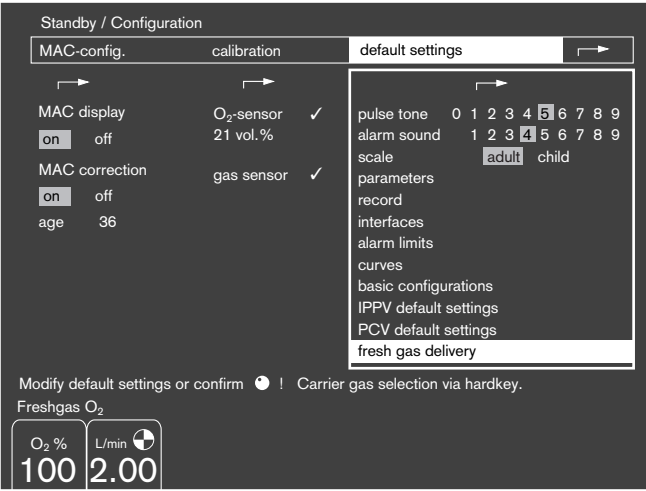 Standby / Configuration
MAC-config. calibration default settings
MAC display
on off
MAC correction
on off
age 36
O₂-sensor ✓
21 vol.%
gas sensor ✓
pulse tone 0 1 2 3 4 5 6 7 8 9
alarm sound 1 2 3 4 5 6 7 8 9
scale adult child
parameters
record
interfaces
alarm limits
curves
basic configurations
IPPV default settings
PCV default settings
fresh gas delivery
Modify default settings or confirm ! Carrier gas selection via hardkey.
Freshgas O₂
O₂ % L/min
100 2.00